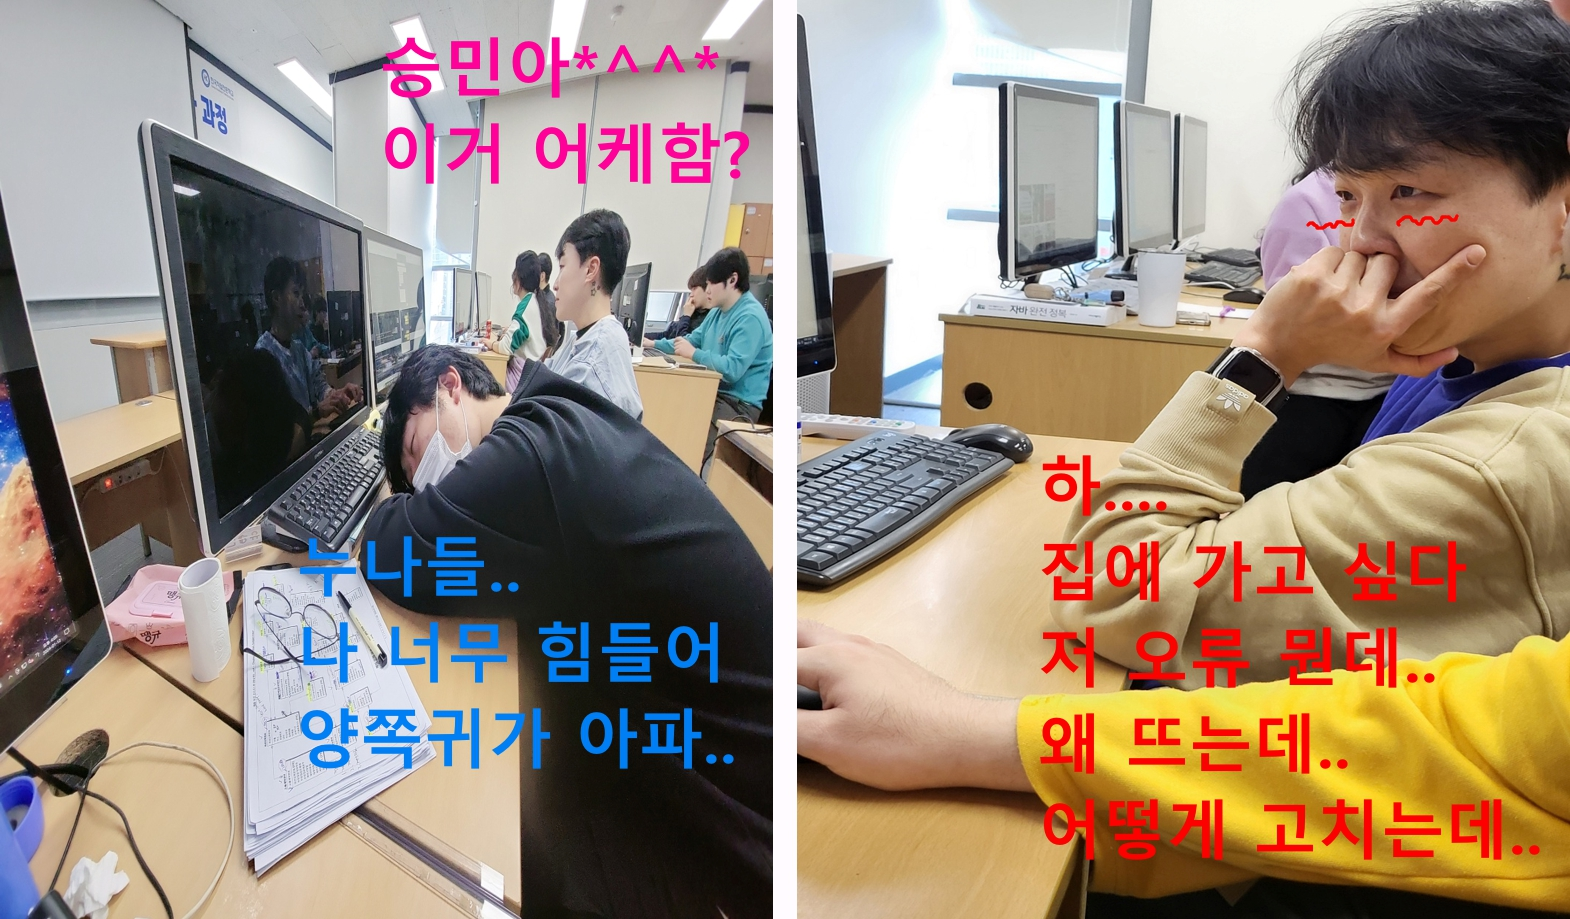 승민아*^^*
이거 어케함?
과정
누나들..
나 너무 힘들어
양쪽귀가 아파..
땡큐
자바 완전 정복
하....
집에 가고 싶다
저 오류 뭔데..
왜 뜨는데..
어떻게 고치는데..